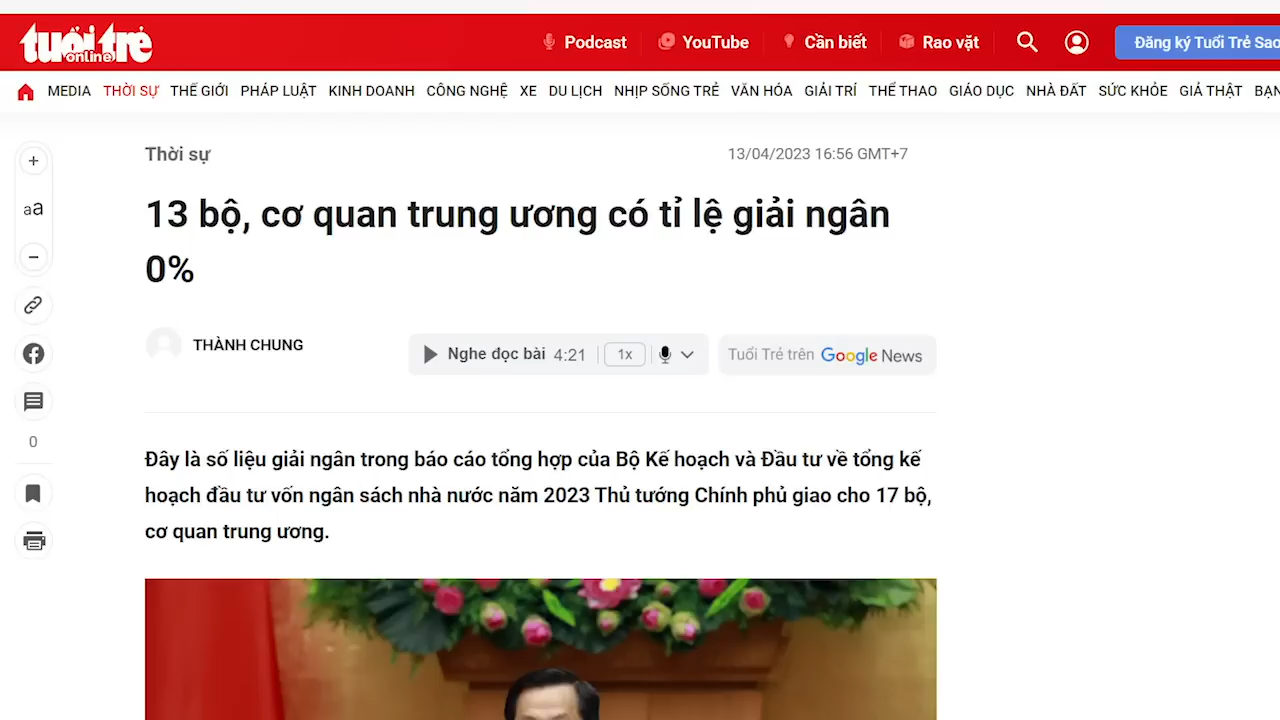 tuổi trẻ
online
Podcast
YouTube
Cần biết
Rao vặt
Đăng ký Tuổi Trẻ Sao
MEDIA THỜI SỰ THẾ GIỚI PHÁP LUẬT KINH DOANH CÔNG NGHỆ XE DU LỊCH NHỊP SỐNG TRẺ VĂN HÓA GIẢI TRÍ THỂ THAO GIÁO DỤC NHÀ ĐẤT SỨC KHỎE GIẢ THẬT BẠN
+
aa
−
0
Thời sự
13/04/2023 16:56 GMT+7
13 bộ, cơ quan trung ương có tỉ lệ giải ngân
0%
THÀNH CHUNG
Nghe đọc bài 4:21 1x
Tuổi Trẻ trên Google News
Đây là số liệu giải ngân trong báo cáo tổng hợp của Bộ Kế hoạch và Đầu tư về tổng kế
hoạch đầu tư vốn ngân sách nhà nước năm 2023 Thủ tướng Chính phủ giao cho 17 bộ,
cơ quan trung ương.